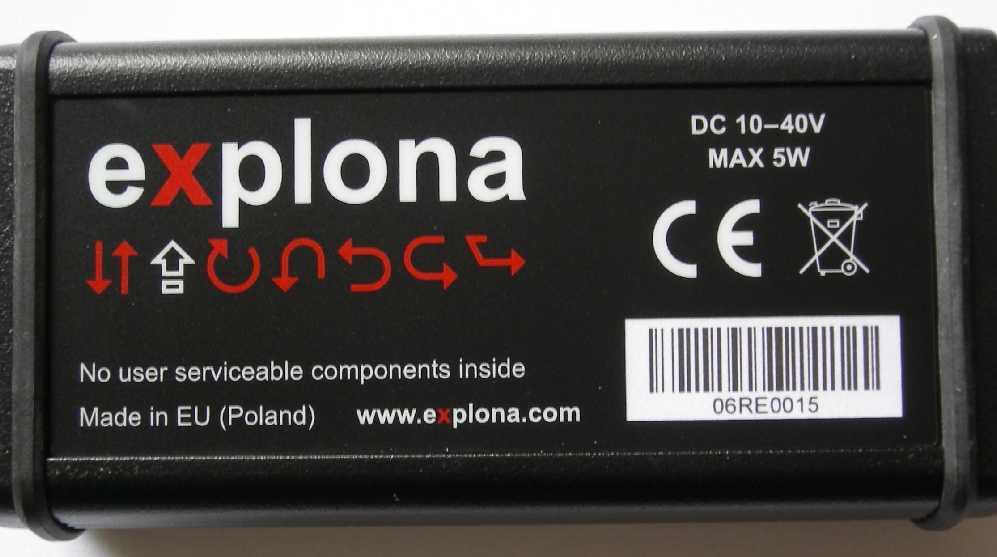 explona
DC 10–40V
MAX 5W
CE
No user serviceable components inside
Made in EU (Poland) www.explona.com
06RE0015